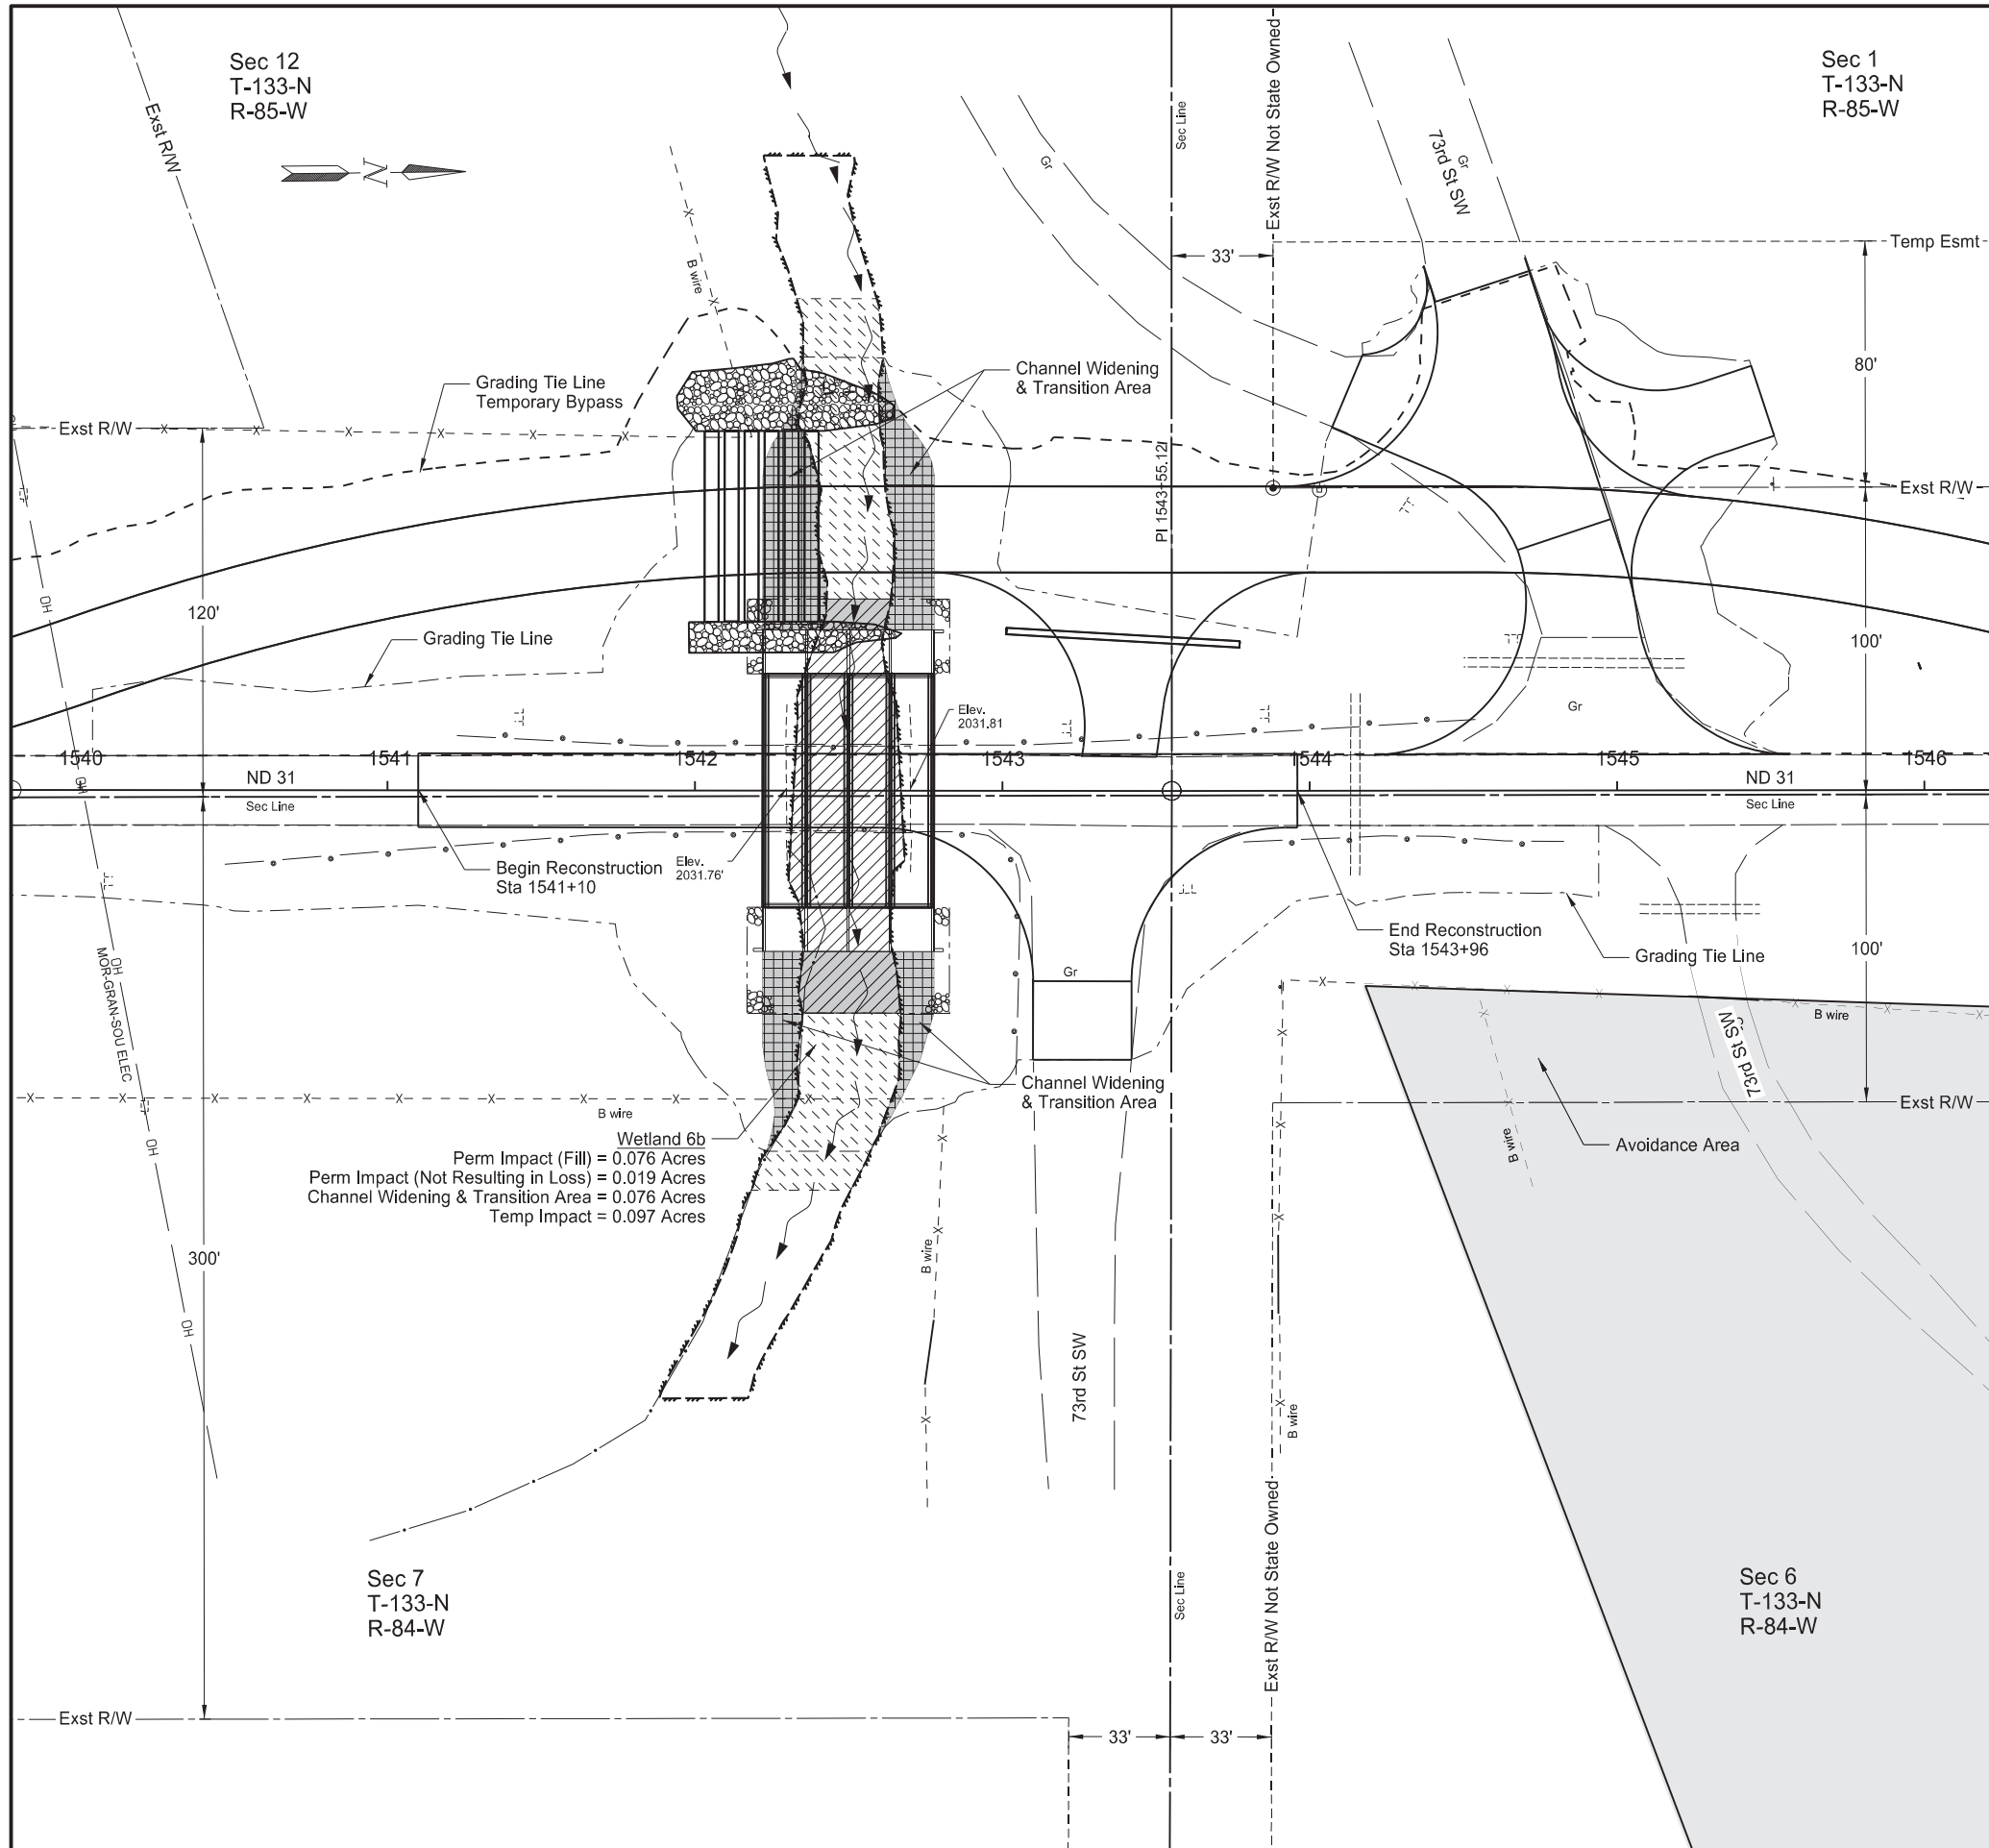 Sec 12
T-133-N
R-85-W
Exst R/W
N
Sec Line
Exst R/W Not State Owned
Gr
73rd St SW
Gr
Sec 1
T-133-N
R-85-W
33'
Temp Esmt
80'
B wire
Grading Tie Line
Temporary Bypass
Channel Widening
& Transition Area
Exst R/W
PI 1543+55.12
Exst R/W
120'
Grading Tie Line
100'
OH
Elev.
2031.81
Gr
1540
1541
1542
1543
1544
1545
1546
OH
ND 31
ND 31
Sec Line
Sec Line
Begin Reconstruction
Sta 1541+10
Elev.
2031.76'
End Reconstruction
Sta 1543+96
Grading Tie Line
100'
OH
MOR-GRAN-SOU ELEC
Gr
B wire
73rd St SW
Channel Widening
& Transition Area
Exst R/W
B wire
OH
B wire
Avoidance Area
Wetland 6b
Perm Impact (Fill) = 0.076 Acres
Perm Impact (Not Resulting in Loss) = 0.019 Acres
Channel Widening & Transition Area = 0.076 Acres
Temp Impact = 0.097 Acres
300'
B wire
OH
73rd St SW
B wire
Exst R/W Not State Owned
Sec Line
Sec 7
T-133-N
R-84-W
Sec 6
T-133-N
R-84-W
Exst R/W
33'
33'